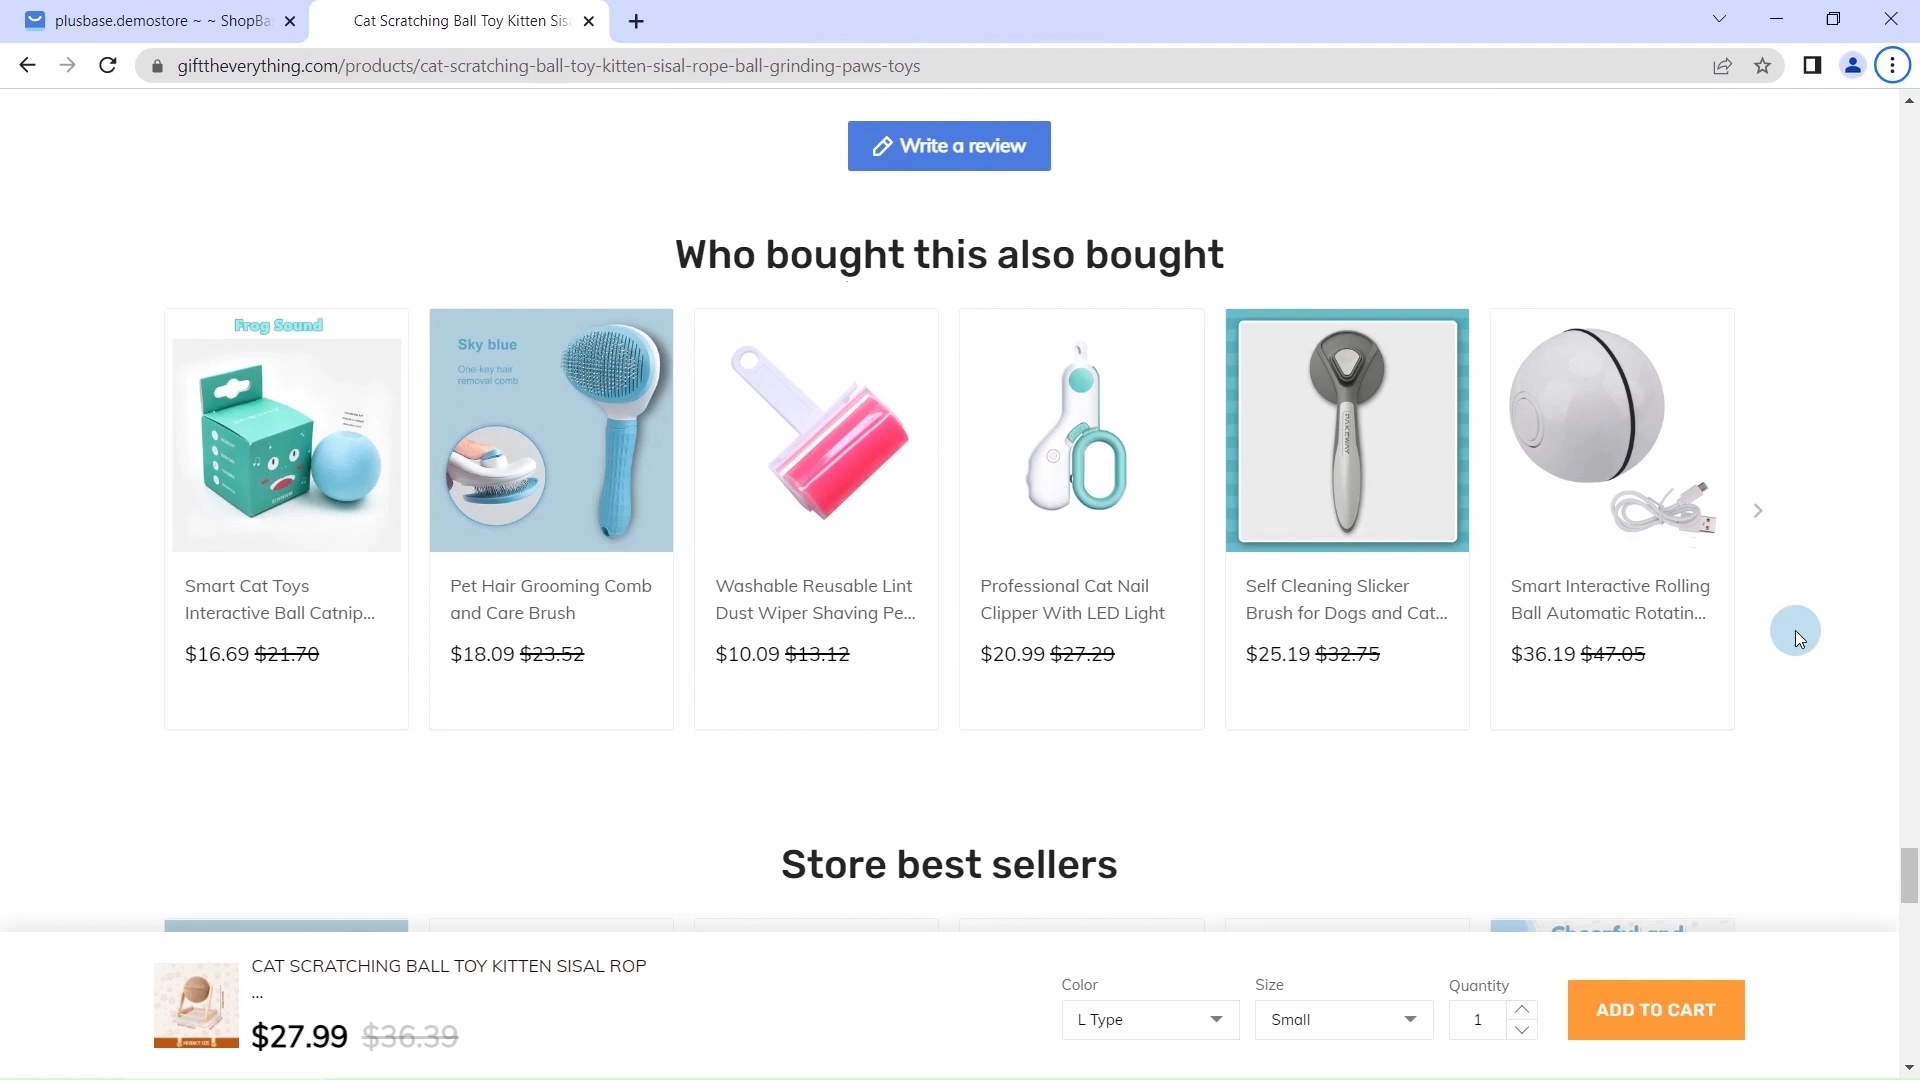 plusbase.demostore ~ ~ ShopBa
Cat Scratching Ball Toy Kitten Sis
gifttheverything.com/products/cat-scratching-ball-toy-kitten-sisal-rope-ball-grinding-paws-toys
Write a review
Who bought this also bought
Frog Sound
Sky blue
One-key hair
removal comb
PAKEWAY
Smart Cat Toys
Interactive Ball Catnip...
$16.69 $21.70
Pet Hair Grooming Comb
and Care Brush
$18.09 $23.52
Washable Reusable Lint
Dust Wiper Shaving Pe...
$10.09 $13.12
Professional Cat Nail
Clipper With LED Light
$20.99 $27.29
Self Cleaning Slicker
Brush for Dogs and Cat...
$25.19 $32.75
Smart Interactive Rolling
Ball Automatic Rotatin...
$36.19 $47.05
Store best sellers
Cheerful and
CAT SCRATCHING BALL TOY KITTEN SISAL ROP
...
$27.99 $36.39
Color
L Type
Size
Small
Quantity
1
ADD TO CART